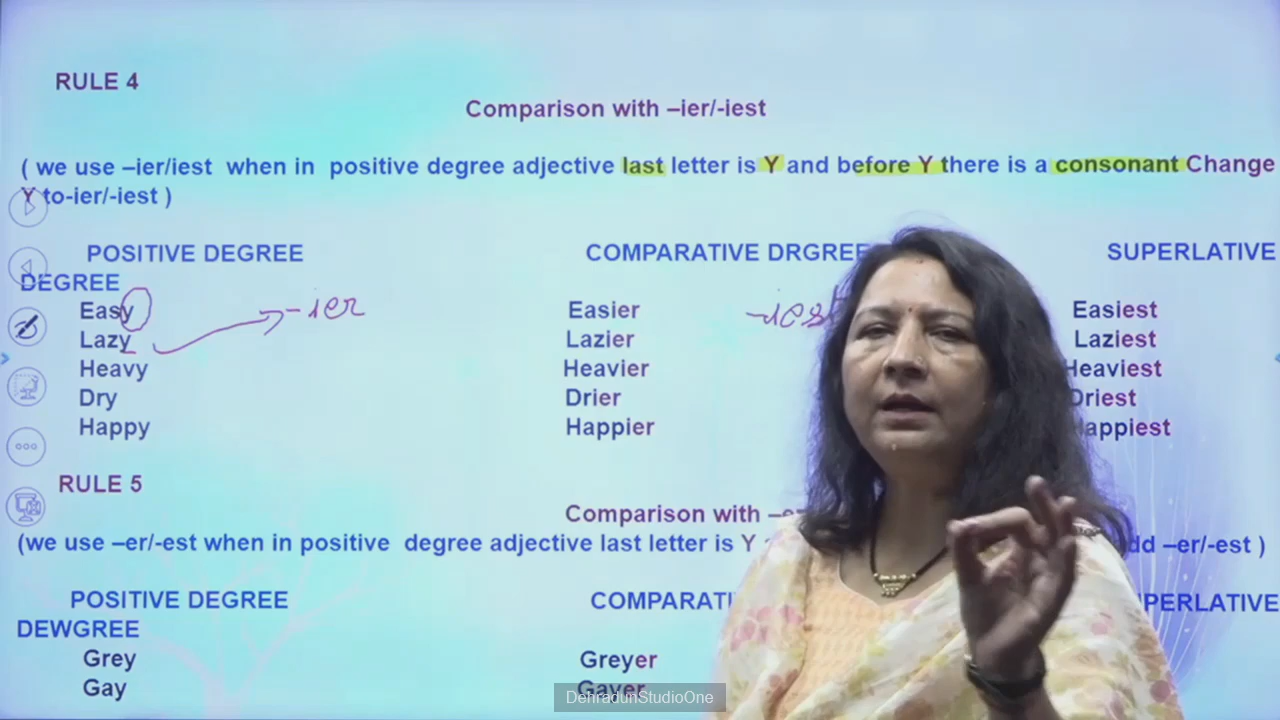 RULE 4
Comparison with –ier/-iest
( we use –ier/iest when in positive degree adjective last letter is Y and before Y there is a consonant Change
Y to-ier/-iest )
POSITIVE DEGREE COMPARATIVE DRGREE SUPERLATIVE
DEGREE
Easy -ier Easier -iest Easiest
Lazy Lazier Laziest
Heavy Heavier Heaviest
Dry Drier Driest
Happy Happier Happiest
RULE 5
Comparison with
(we use –er/-est when in positive degree adjective last letter is Y –er/-est )
POSITIVE DEGREE
DEWGREE
Grey Greyer
Gay Gayer
DehradunStudioOne